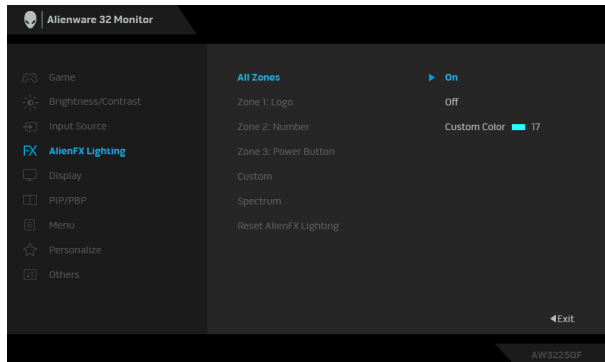 Alienware 32 Monitor
Game
Brightness/Contrast
Input Source
FX AlienFX Lighting
Display
PIP/PBP
Menu
Personalize
Others
All Zones
Zone 1: Logo
Zone 2: Number
Zone 3: Power Button
Custom
Spectrum
Reset AlienFX Lighting
On
Off
Custom Color 17
Exit
AW3225QF